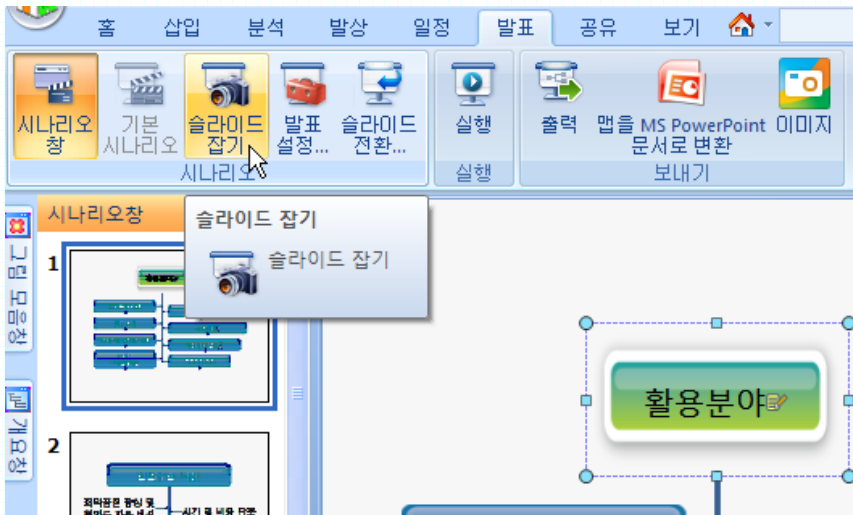 홈 삽입 분석 발상 일정 발표 공유 보기
시나리오 창
기본 시나리오
슬라이드 잡기
발표 설정...
슬라이드 전환...
실행
출력
맵을 MS PowerPoint 문서로 변환
이미지
시나리오
실행
보내기
시나리오창
슬라이드 잡기
슬라이드 잡기
그림 모음창
개요창
1
2
활용분야